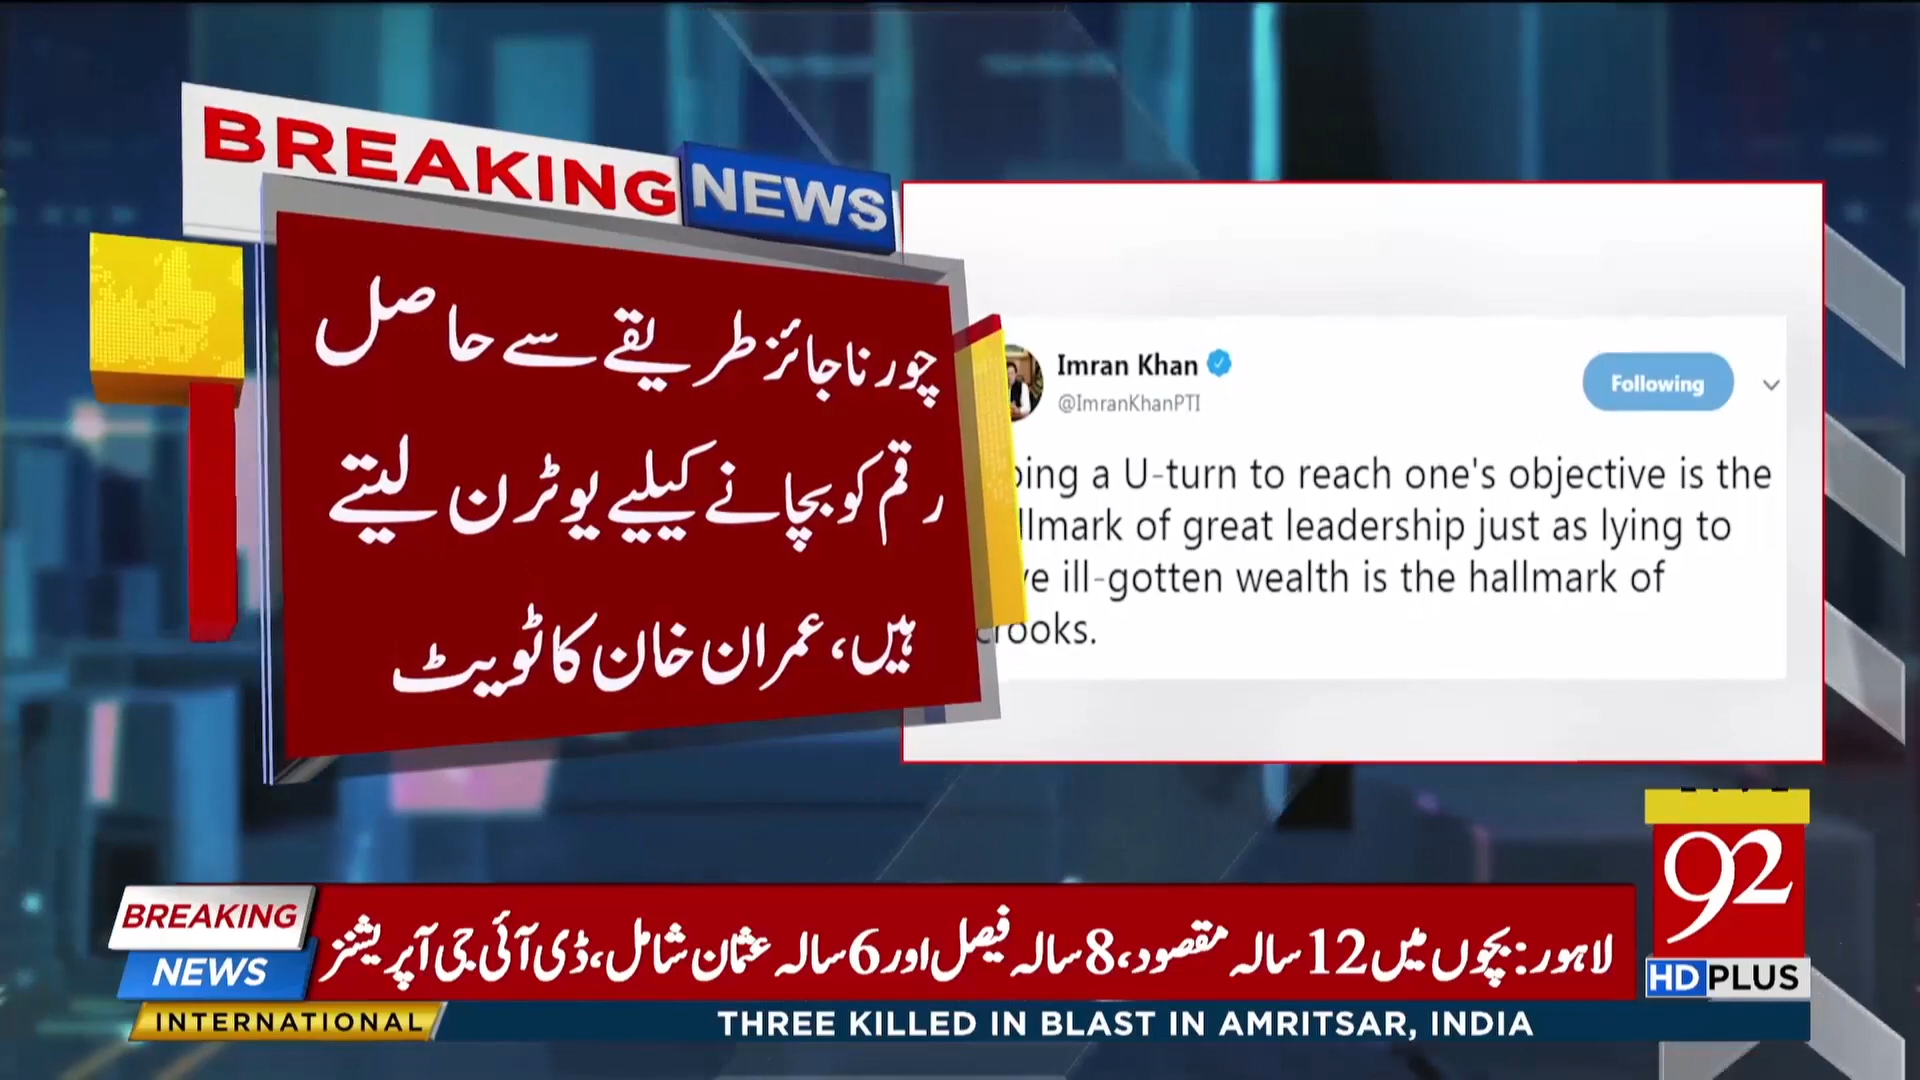 BREAKING NEWS
چور ناجائز طریقے سے حاصل
رقم کو بچانے کیلیے یوٹرن لیتے
ہیں، عمران خان کا ٹویٹ
Imran Khan
@ImranKhanPTI
Following
a U-turn to reach one's objective is the
of great leadership just as lying to
ill-gotten wealth is the hallmark of
crooks.
92
HD PLUS
BREAKING
NEWS
لاہور: بچوں میں 12 سالہ مقصود، 8 سالہ فیصل اور 6 سالہ عثمان شامل، ڈی آئی جی آپریشنز
INTERNATIONAL
THREE KILLED IN BLAST IN AMRITSAR, INDIA